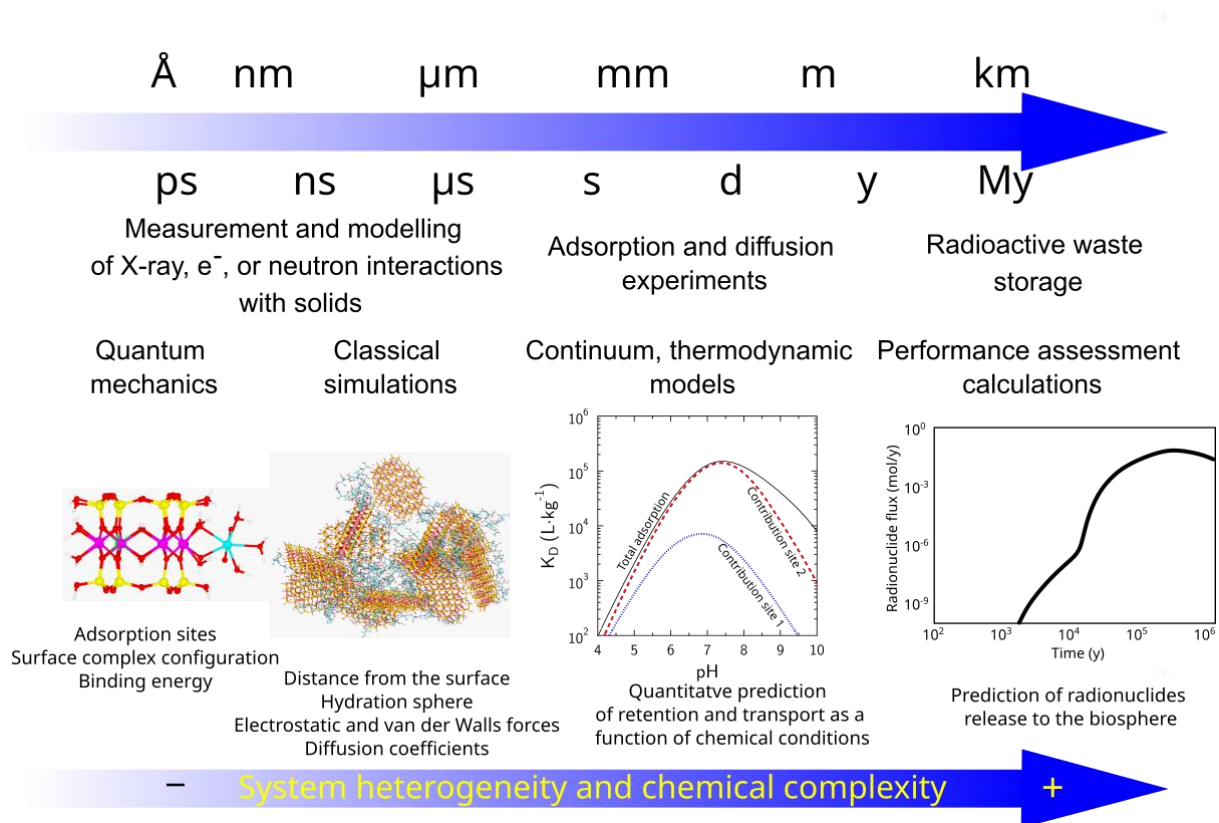 Å nm µm mm m km
ps ns µs s d y My
Measurement and modelling
of X-ray, e⁻, or neutron interactions
with solids
Adsorption and diffusion
experiments
Radioactive waste
storage
Quantum
mechanics
Classical
simulations
Continuum, thermodynamic
models
Performance assessment
calculations
Adsorption sites
Surface complex configuration
Binding energy
Distance from the surface
Hydration sphere
Electrostatic and van der Walls forces
Diffusion coefficients
10⁶
10⁵
10⁴
10³
10²
K_D (L·kg⁻¹)
Total adsorption
Contribution site 2
Contribution site 1
4 5 6 7 8 9 10
pH
Quantitatve prediction
of retention and transport as a
function of chemical conditions
10⁰
10⁻³
10⁻⁶
10⁻⁹
Radionuclide flux (mol/y)
10² 10³ 10⁴ 10⁵ 10⁶
Time (y)
Prediction of radionuclides
release to the biosphere
− System heterogeneity and chemical complexity +